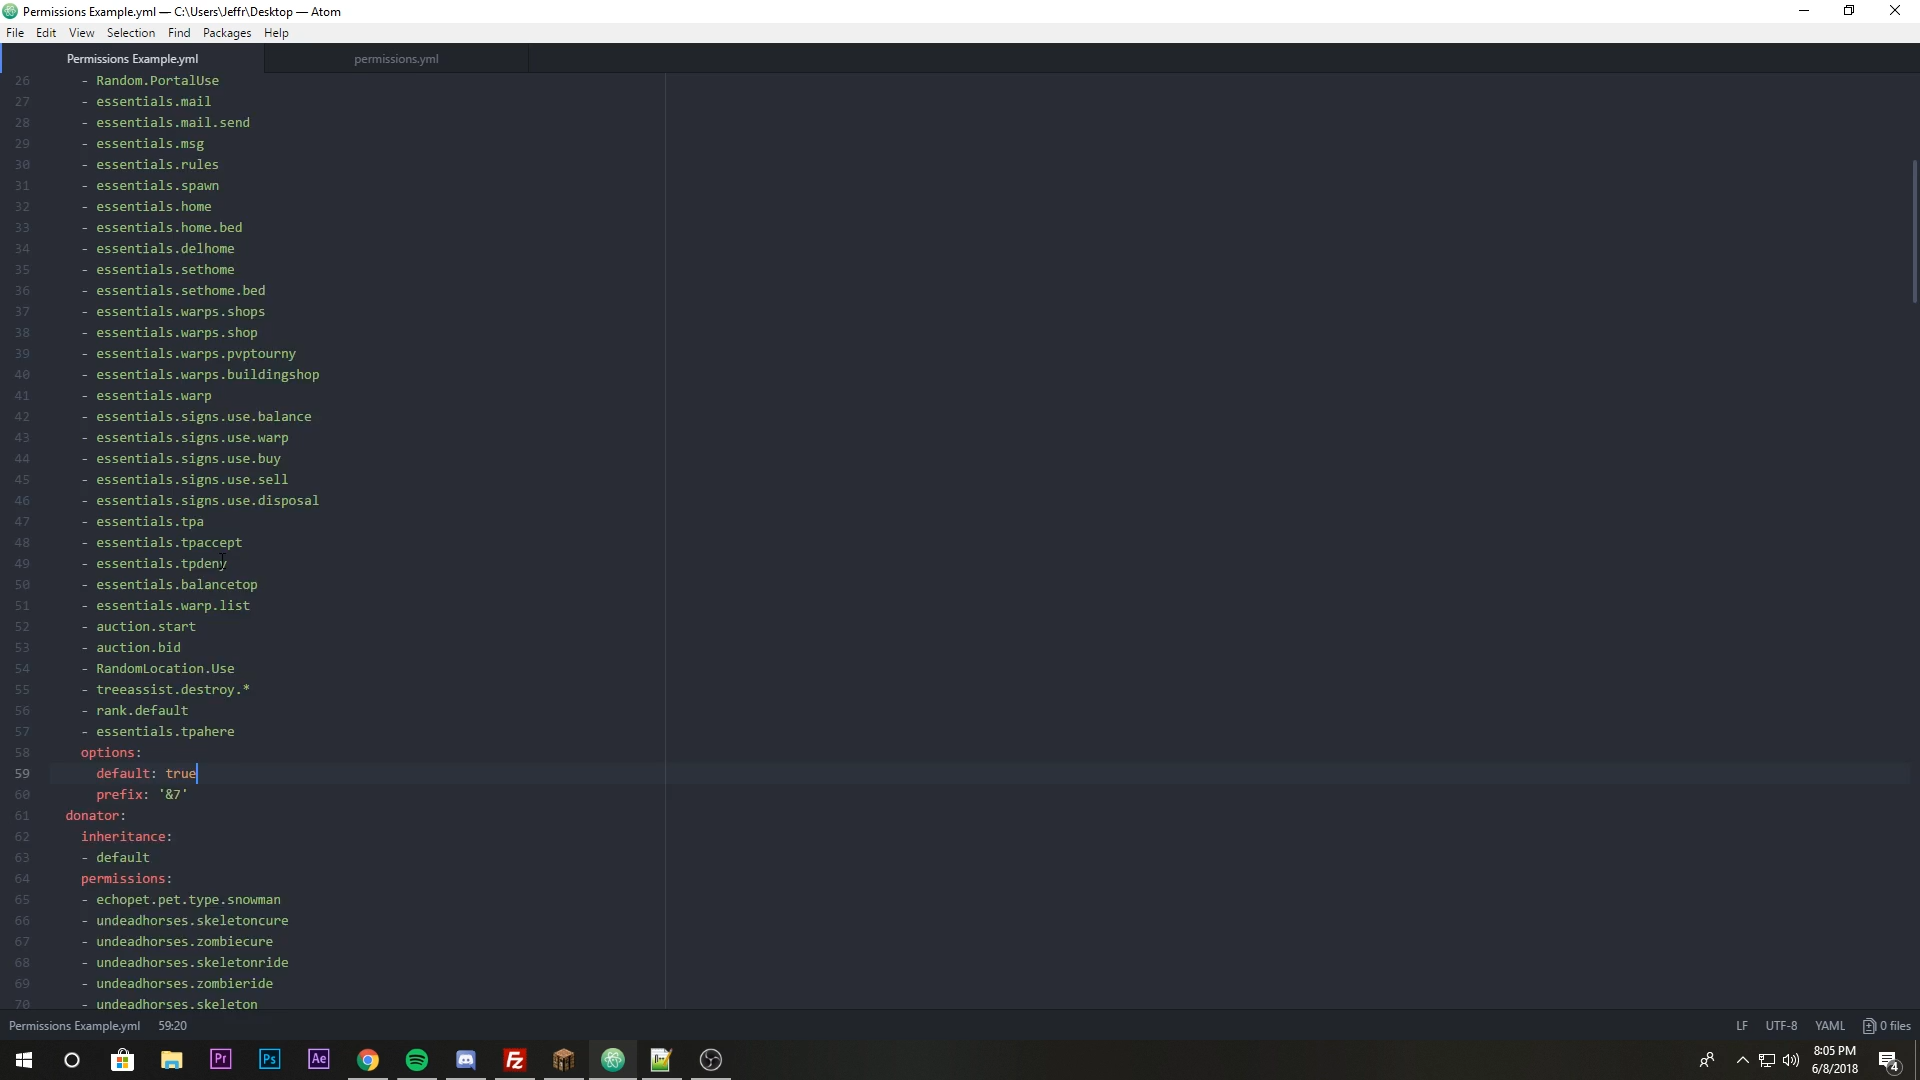 Permissions Example.yml — C:\Users\Jeffr\Desktop — Atom
File Edit View Selection Find Packages Help
Permissions Example.yml permissions.yml
26 - Random.PortalUse
27 - essentials.mail
28 - essentials.mail.send
29 - essentials.msg
30 - essentials.rules
31 - essentials.spawn
32 - essentials.home
33 - essentials.home.bed
34 - essentials.delhome
35 - essentials.sethome
36 - essentials.sethome.bed
37 - essentials.warps.shops
38 - essentials.warps.shop
39 - essentials.warps.pvptourny
40 - essentials.warps.buildingshop
41 - essentials.warp
42 - essentials.signs.use.balance
43 - essentials.signs.use.warp
44 - essentials.signs.use.buy
45 - essentials.signs.use.sell
46 - essentials.signs.use.disposal
47 - essentials.tpa
48 - essentials.tpaccept
49 - essentials.tpdeny
50 - essentials.balancetop
51 - essentials.warp.list
52 - auction.start
53 - auction.bid
54 - RandomLocation.Use
55 - treeassist.destroy.*
56 - rank.default
57 - essentials.tpahere
58 options:
59 default: true
60 prefix: '&7'
61 donator:
62 inheritance:
63 - default
64 permissions:
65 - echopet.pet.type.snowman
66 - undeadhorses.skeletoncure
67 - undeadhorses.zombiecure
68 - undeadhorses.skeletonride
69 - undeadhorses.zombieride
70 - undeadhorses.skeleton
Permissions Example.yml 59:20 LF UTF-8 YAML 0 files
Pr Ps Ae Fz 8:05 PM
6/8/2018 4